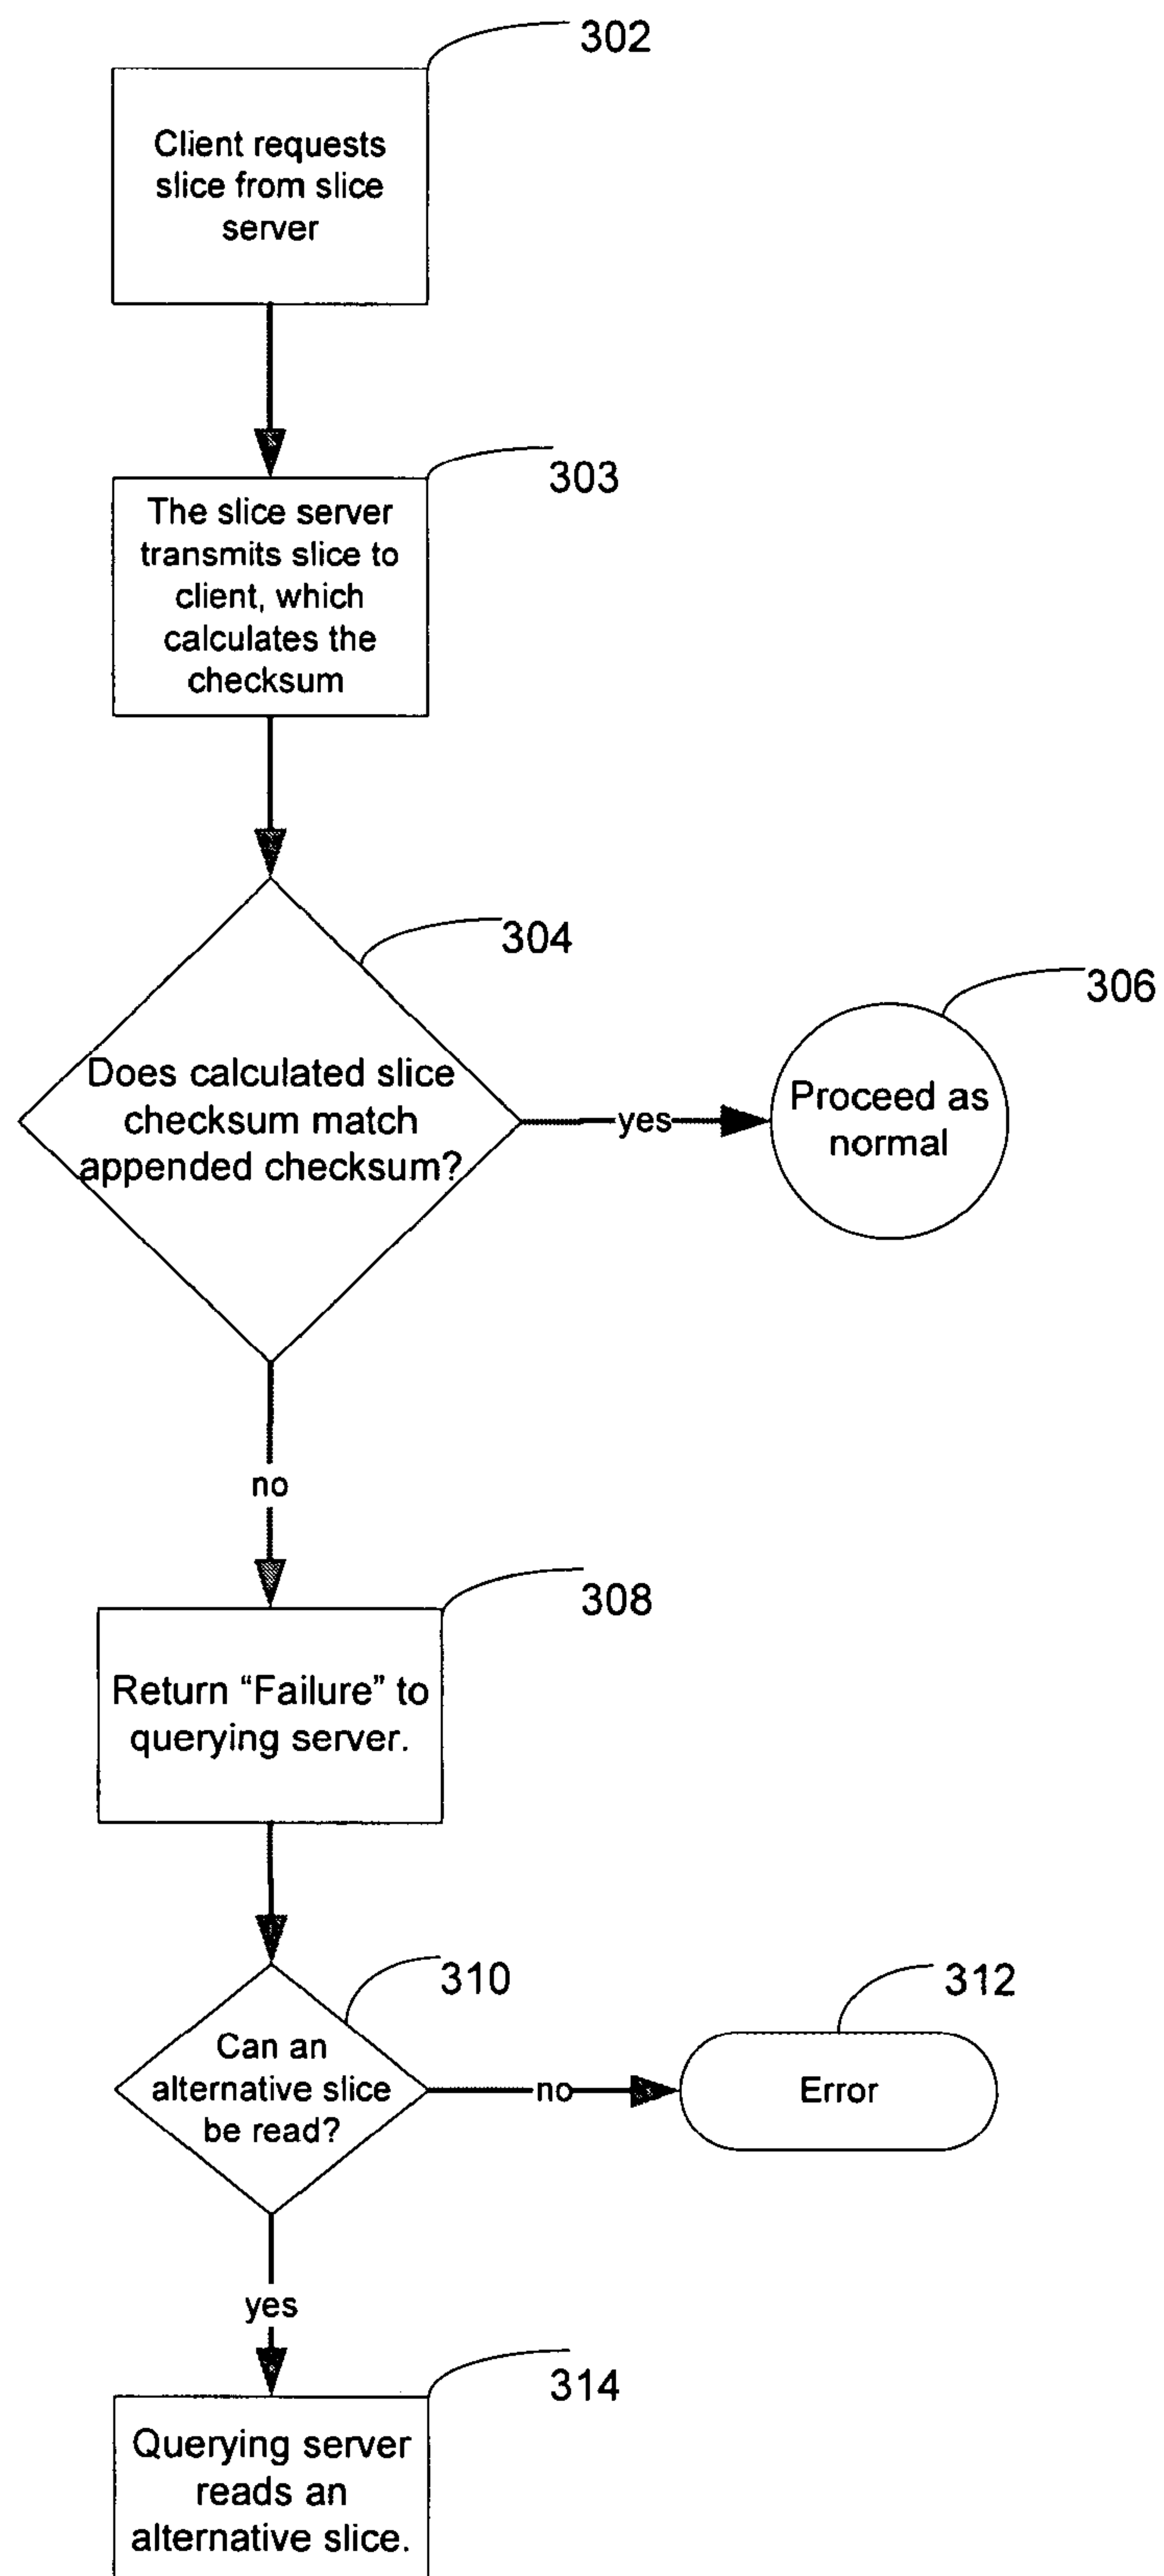 302
Client requests
slice from slice
server
303
The slice server
transmits slice to
client, which
calculates the
checksum
304
Does calculated slice
checksum match
appended checksum?
yes
306
Proceed as
normal
no
308
Return “Failure” to
querying server.
310
Can an
alternative slice
be read?
no
312
Error
yes
314
Querying server
reads an
alternative slice.